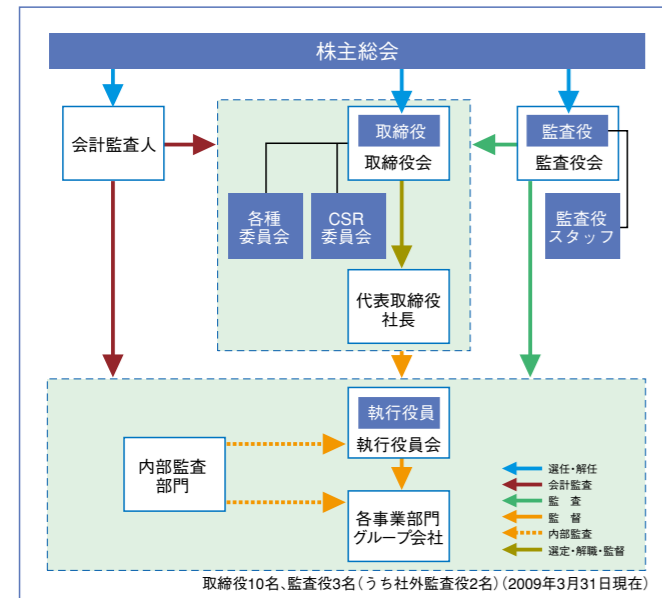 株主総会
会計監査人
取締役
取締役会
監査役
監査役会
各種
委員会
CSR
委員会
監査役
スタッフ
代表取締役
社長
執行役員
執行役員会
内部監査
部門
各事業部門
グループ会社
選任・解任
会計監査
監　査
監　督
内部監査
選定・解職・監督
取締役10名、監査役3名（うち社外監査役2名）（2009年3月31日現在）